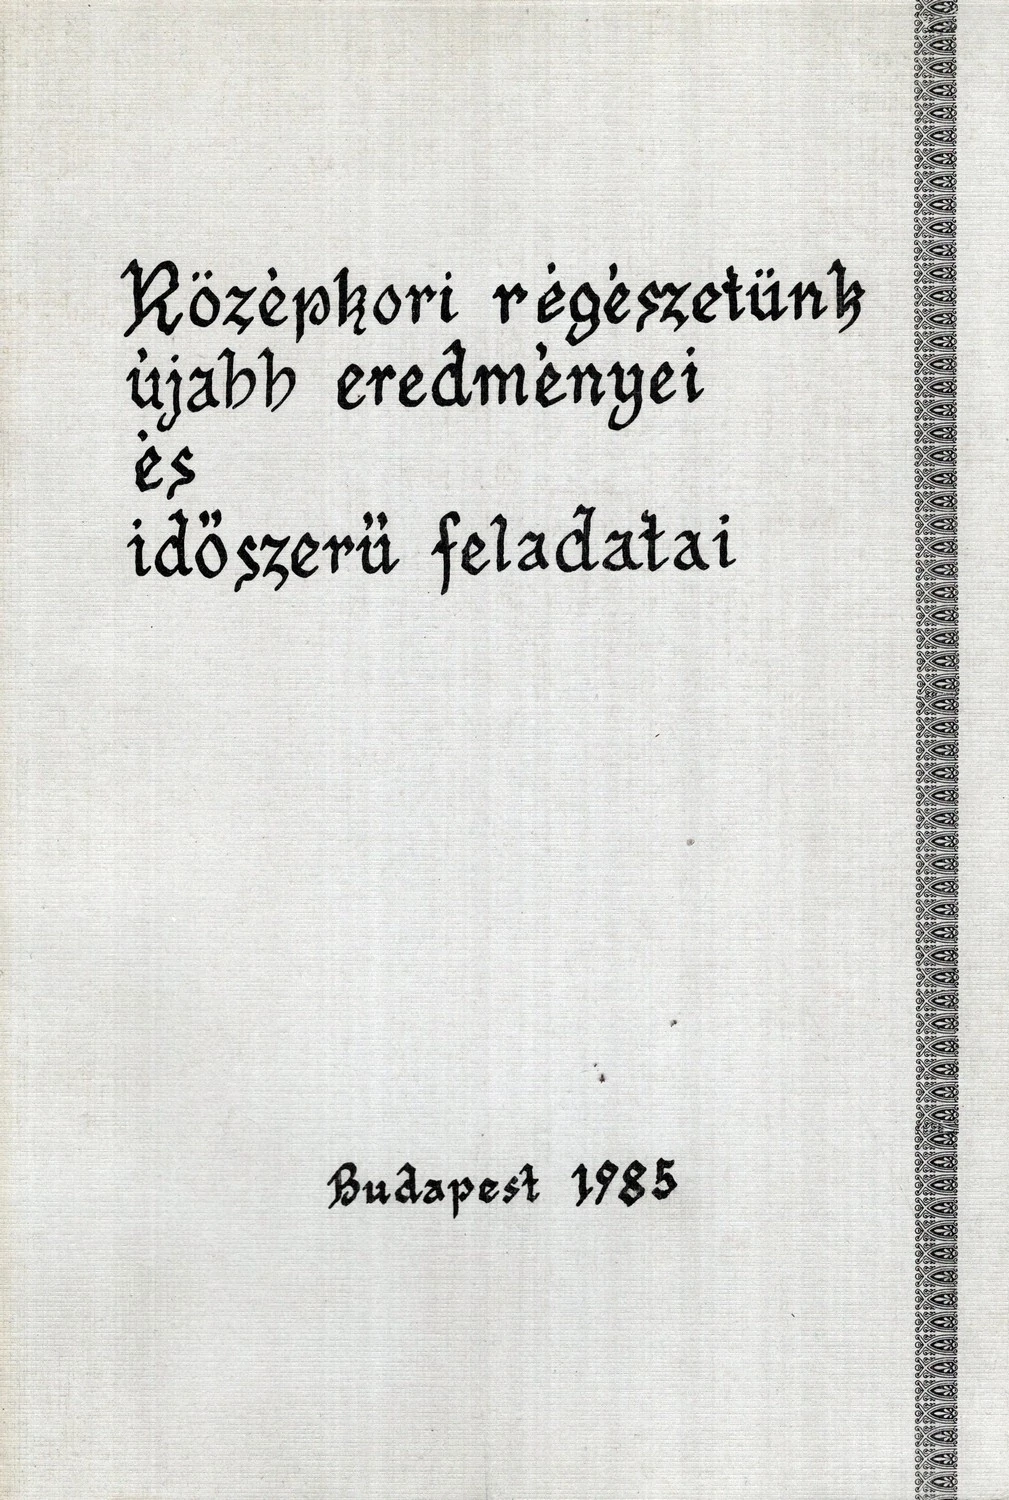 Középkori régészetünk
újabb eredményei
és
időszerű feladatai
Budapest 1985